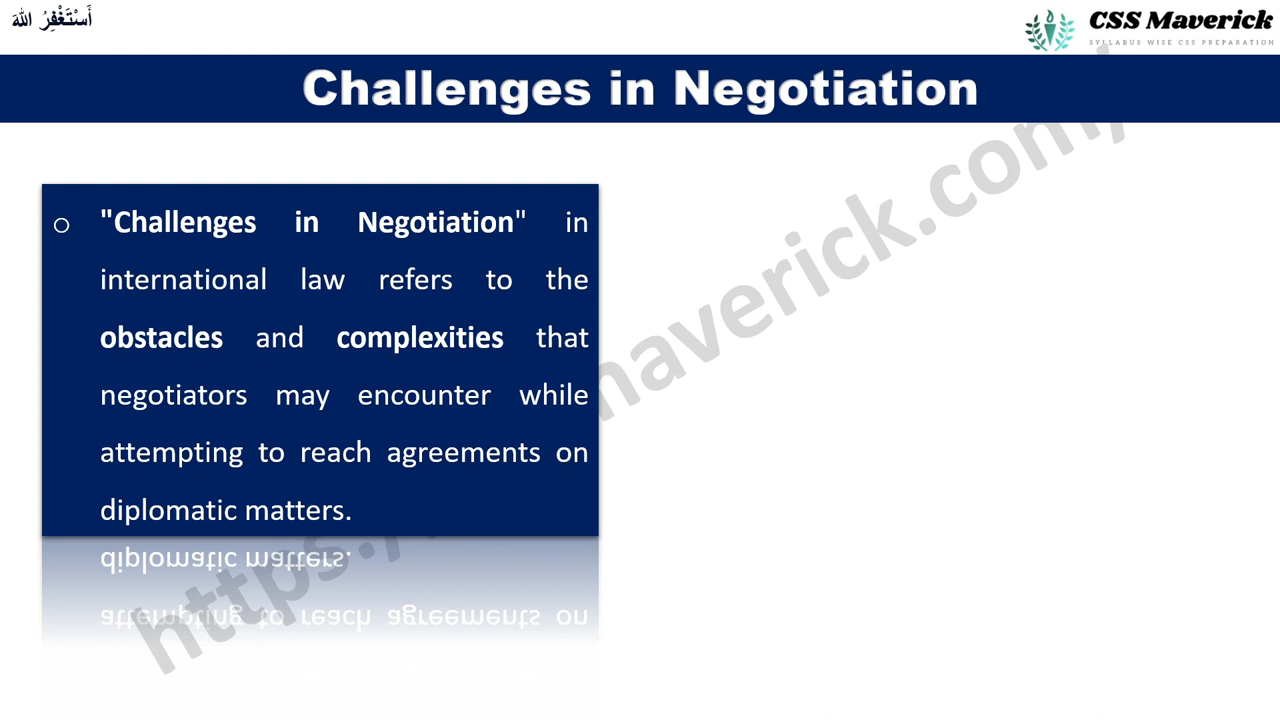 أَسْتَغْفِرُ اللهَ
CSS Maverick
SYLLABUS WISE CSS PREPARATION
Challenges in Negotiation
o "Challenges in Negotiation" in
international law refers to the
obstacles and complexities that
negotiators may encounter while
attempting to reach agreements on
diplomatic matters.